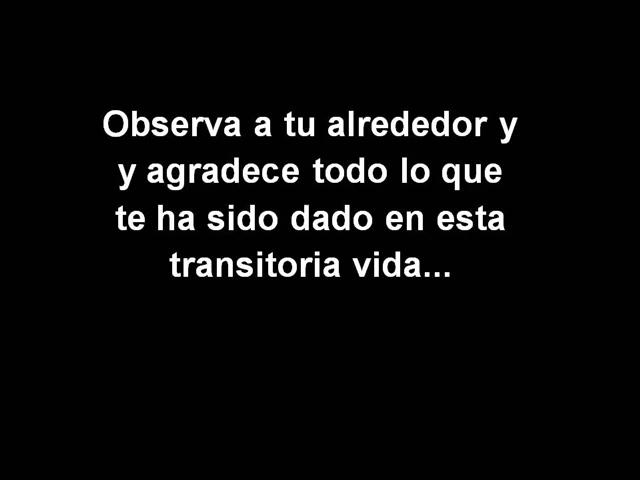 Observa a tu alrededor y
y agradece todo lo que
te ha sido dado en esta
transitoria vida...